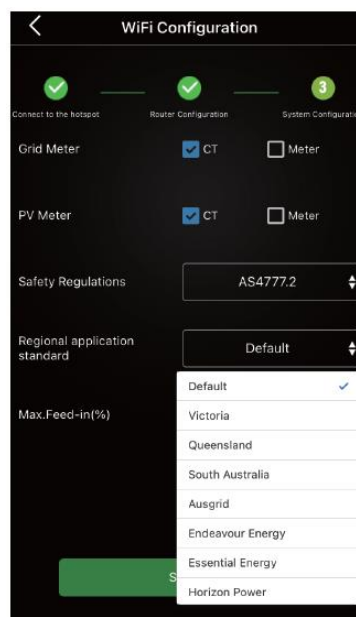 WiFi Configuration
3
Connect to the hotspot Router Configuration
Grid Meter CT Meter
PV Meter CT Meter
Safety Regulations AS4777.2
Regional application
standard
Default
Default
Max.Feed-in(%)
Victoria
Queensland
South Australia
Ausgrid
Endeavour Energy
Essential Energy
Horizon Power
S